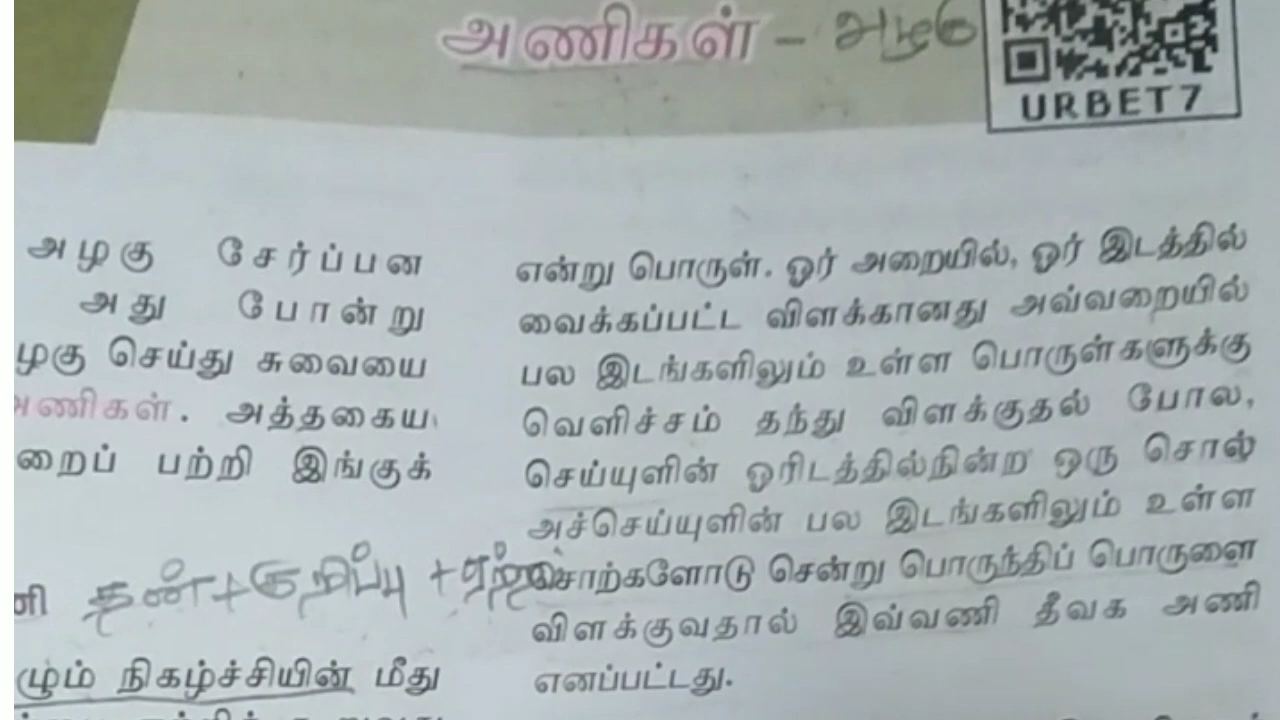 அணிகள் – அழகு
URBET7
அழகு சேர்ப்பன
அது போன்று
ழகு செய்து சுவையை
அணிகள். அத்தகைய
றைப் பற்றி இங்குக்
னி தன்+குறிப்பு +ஏற்ற
ழும் நிகழ்ச்சியின் மீது
என்று பொருள். ஓர் அறையில், ஓர் இடத்தில்
வைக்கப்பட்ட விளக்கானது அவ்வறையில்
பல இடங்களிலும் உள்ள பொருள்களுக்கு
வெளிச்சம் தந்து விளக்குதல் போல,
செய்யுளின் ஓரிடத்தில்நின்ற ஒரு சொல்
அச்செய்யுளின் பல இடங்களிலும் உள்ள
சொற்களோடு சென்று பொருந்திப் பொருளை
விளக்குவதால் இவ்வணி தீவக அணி
எனப்பட்டது.